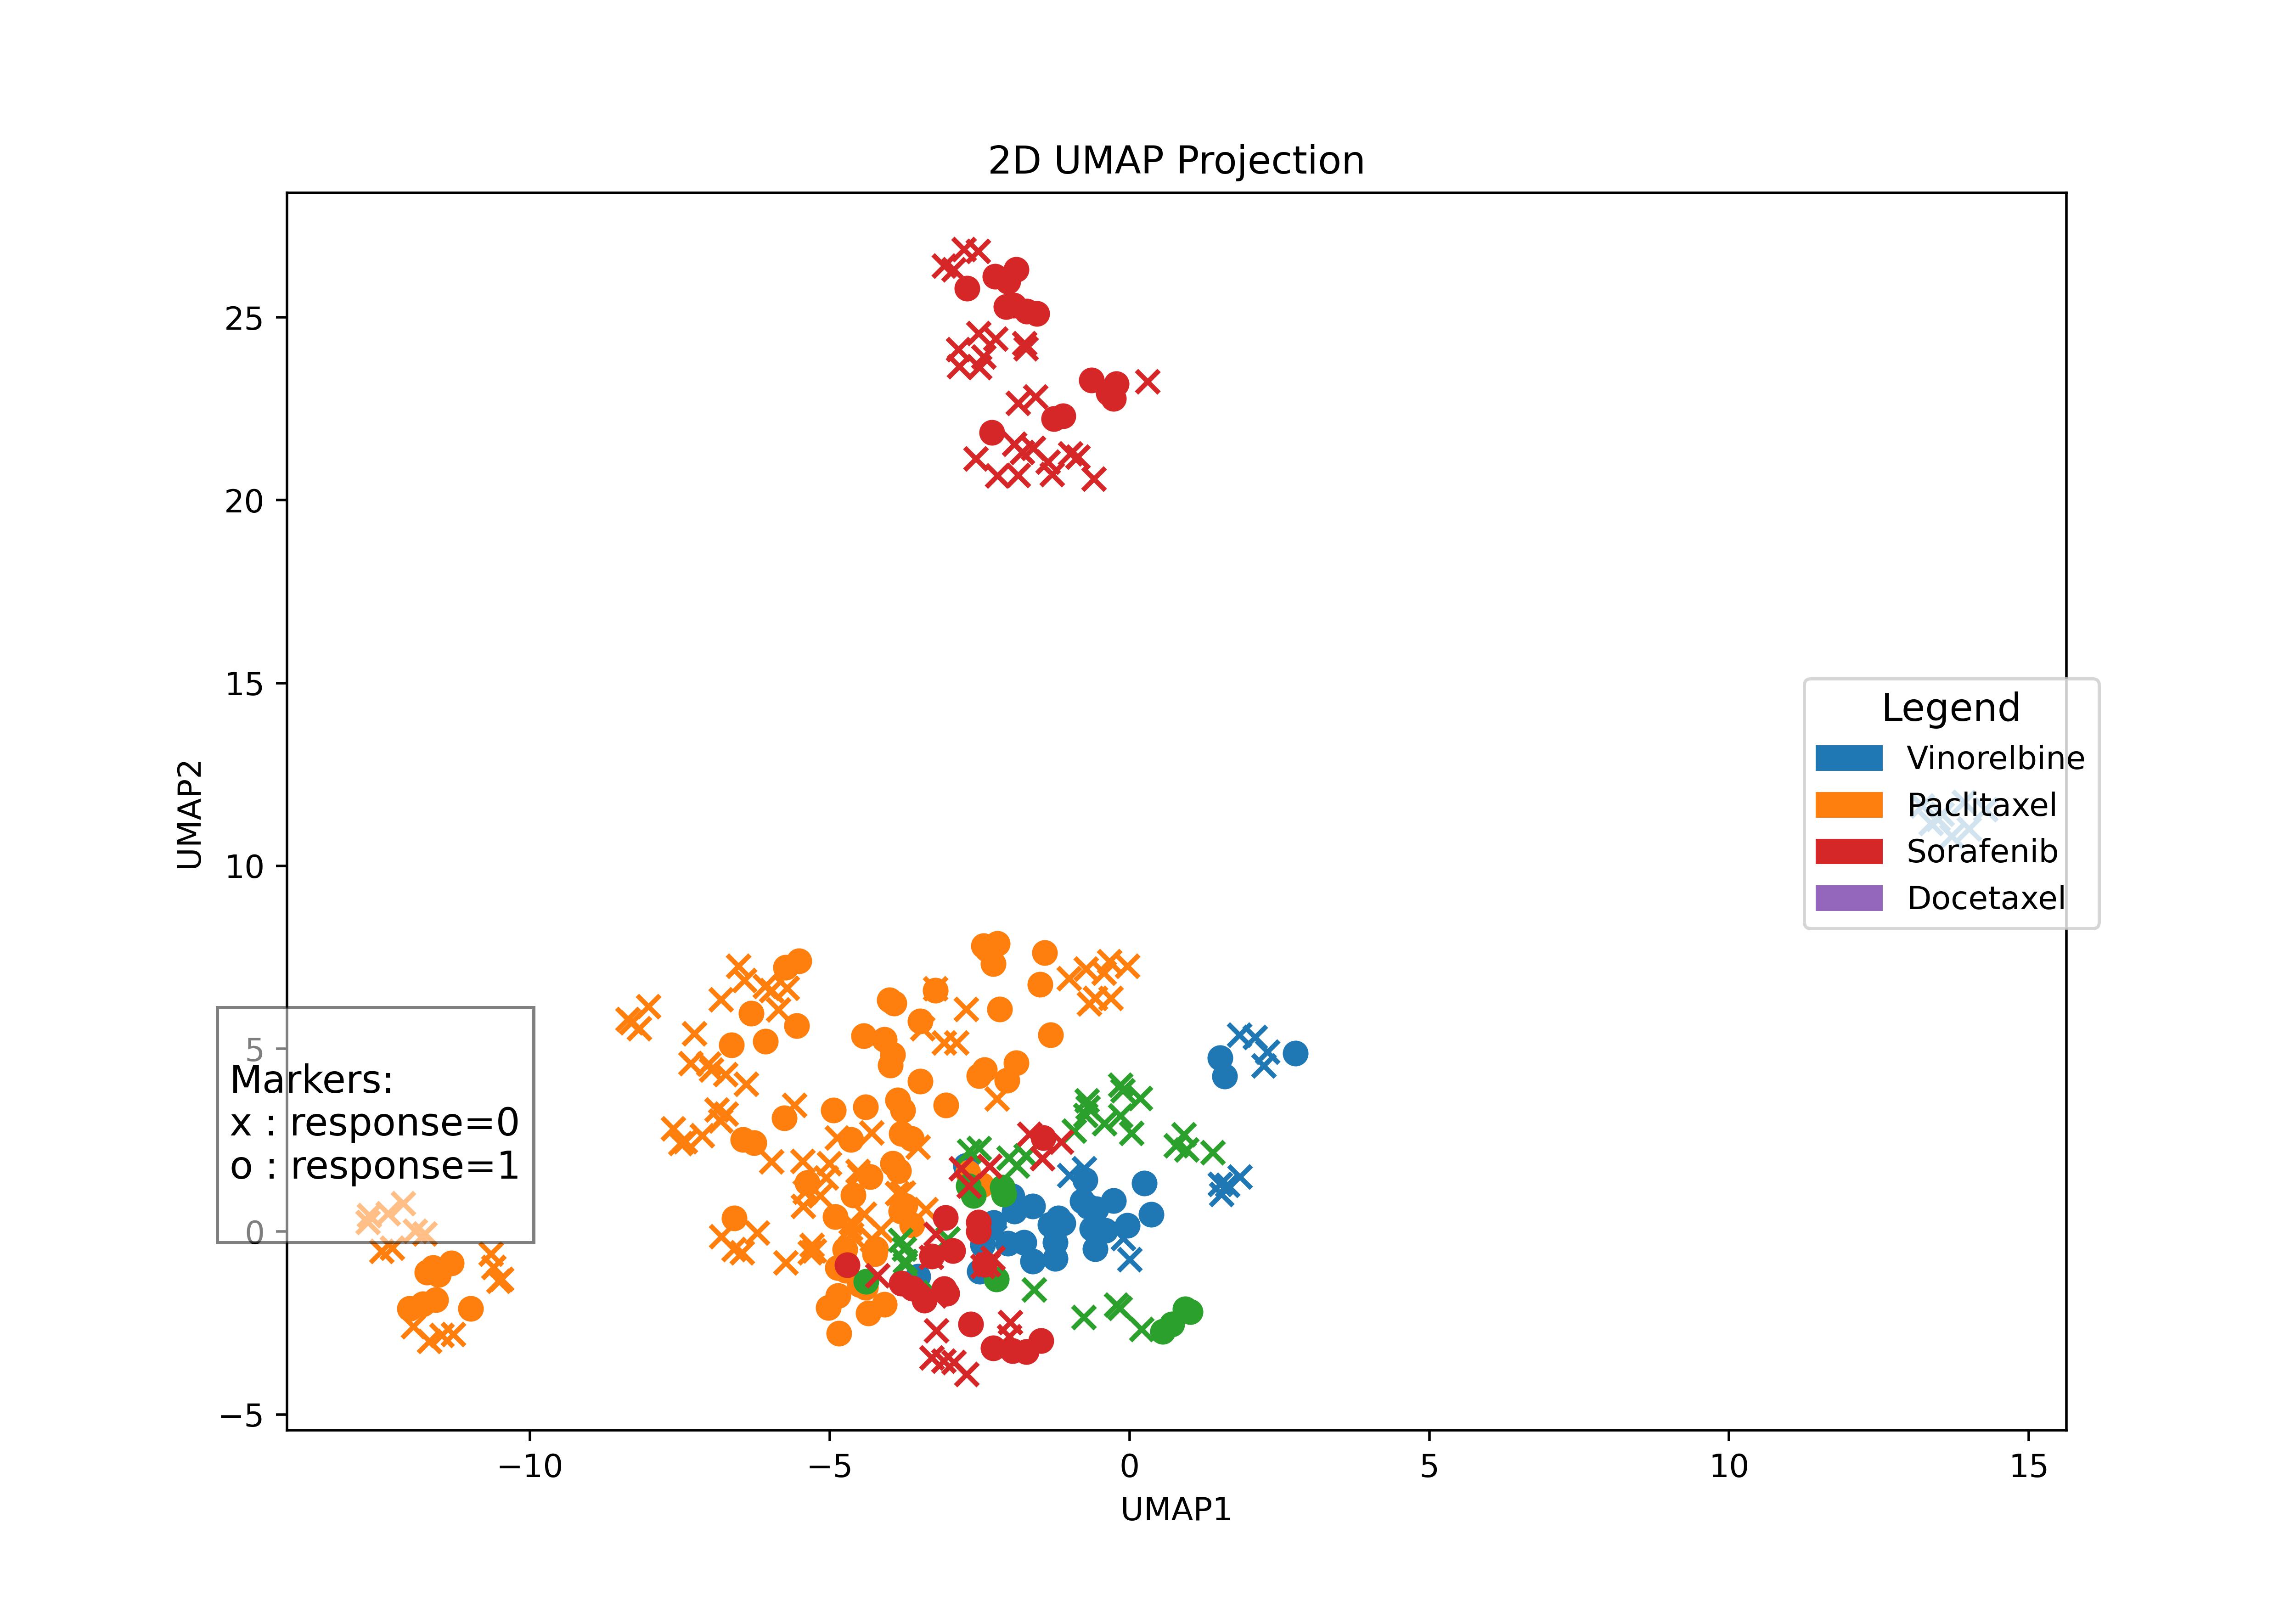 2D UMAP Projection
UMAP2
25
20
15
10
5
0
−5
Markers:
x : response=0
o : response=1
Legend
Vinorelbine
Paclitaxel
Sorafenib
Docetaxel
−10 −5 0 5 10 15
UMAP1